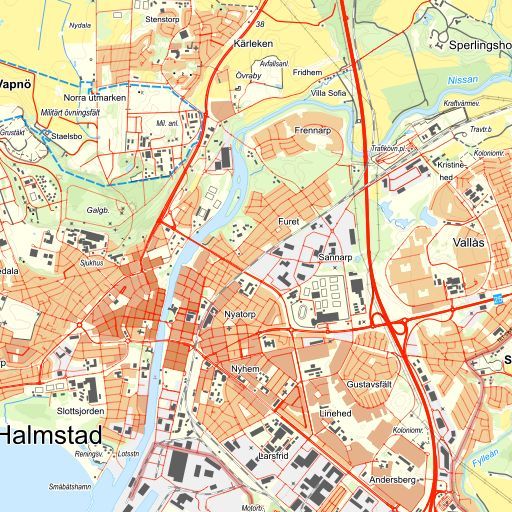 Nydala
Stenstorp
38
Kärleken
Sperlingsho
Avfallsanl.
Övraby
Fridhem
Nissan
Vapnö
Norra utmarken
Villa Sofia
Kraftvärmev.
Militärt övningsfält
Mil. anl.
Frennarp
Travtr.b
Grustäkt
Staelsbo
Trafikövn.pl.
Koloniomr.
Kristine-
hed
Galgb.
Furet
Vallås
Sjukhus
Sannarp
edala
Nyatorp
Nyhem
Gustavsfält
Slottsjorden
Linehed
Koloniomr.
Halmstad
Reningsv.
Lotsstn
Larsfrid
Fylleån
Småbåtshamn
Andersberg
Motorb.